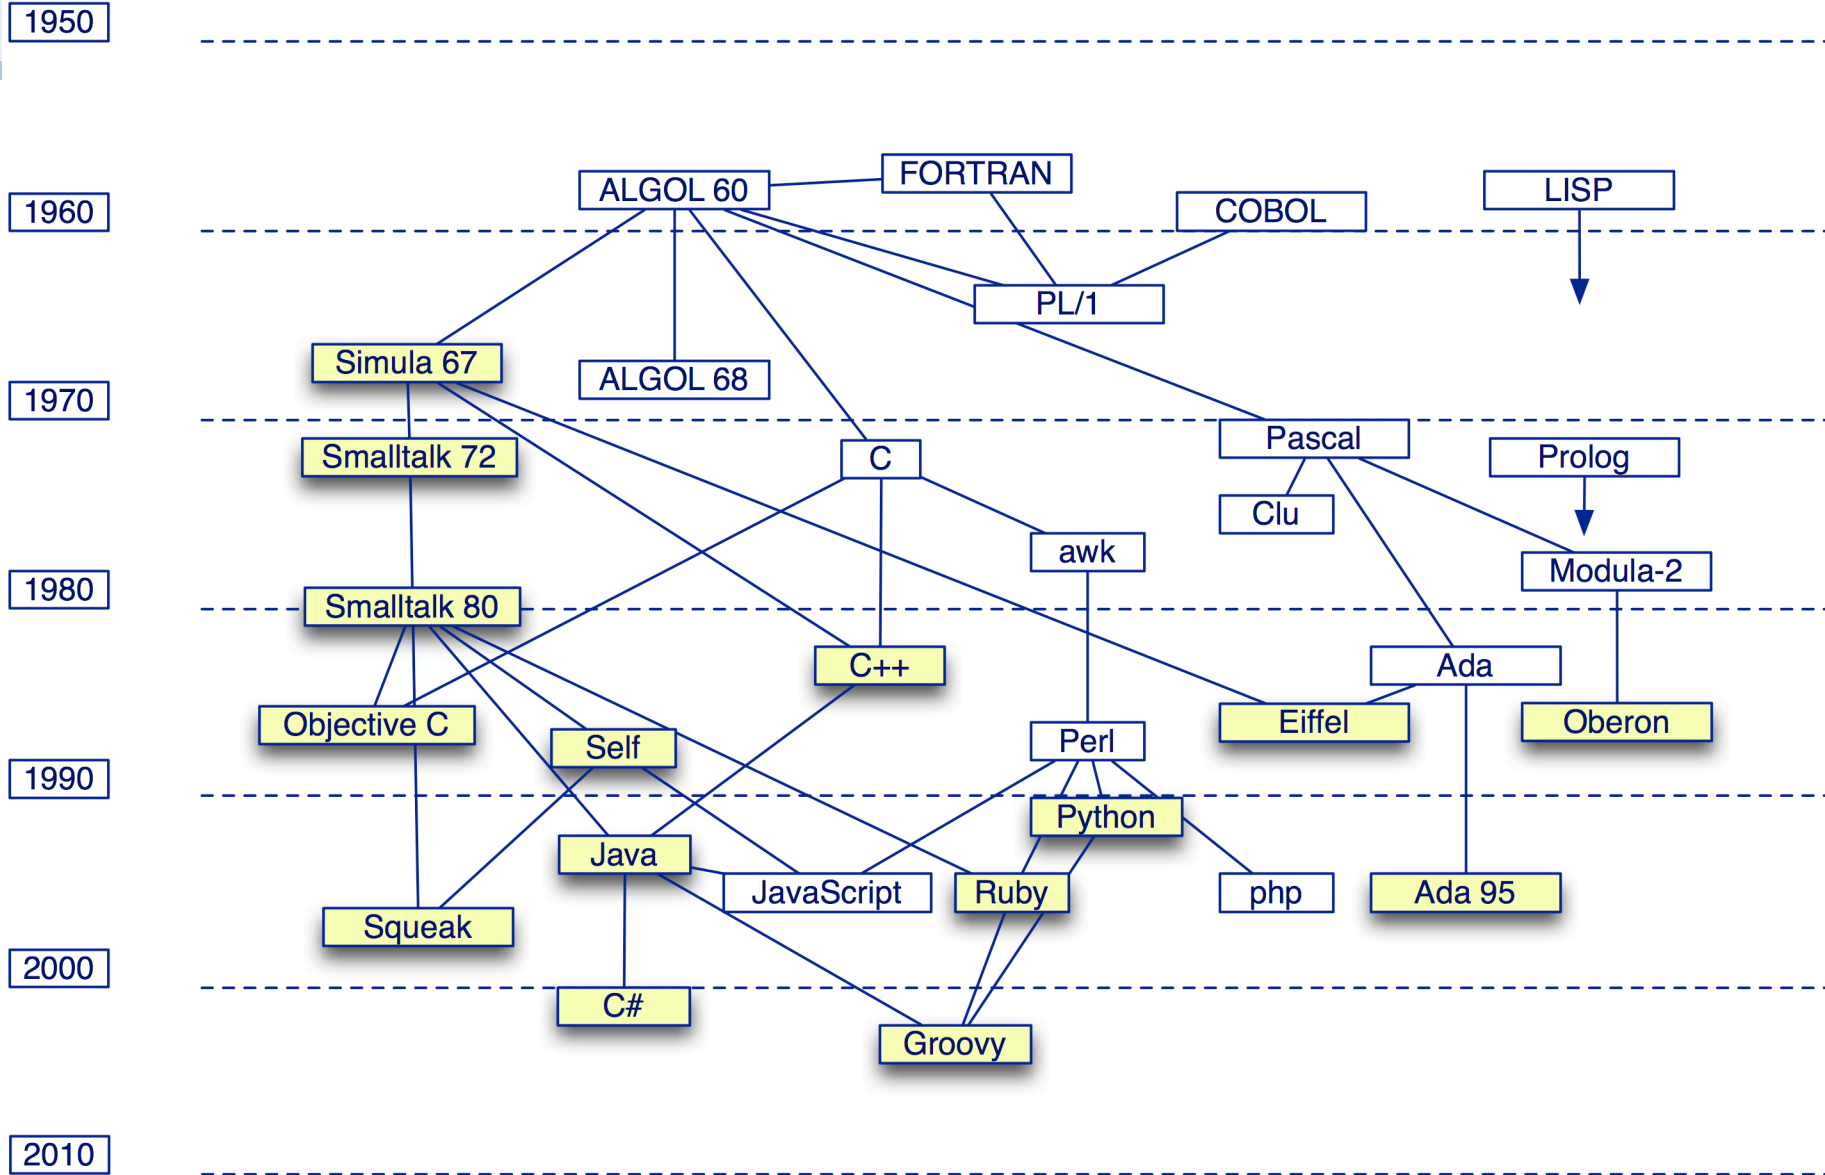 1950
FORTRAN
ALGOL 60
LISP
1960
COBOL
PL/1
Simula 67
ALGOL 68
1970
Pascal
Smalltalk 72
C
Prolog
Clu
awk
Modula-2
1980
Smalltalk 80
C++
Ada
Objective C
Eiffel
Oberon
Self
Perl
1990
Python
Java
JavaScript
Ruby
php
Ada 95
Squeak
2000
C#
Groovy
2010